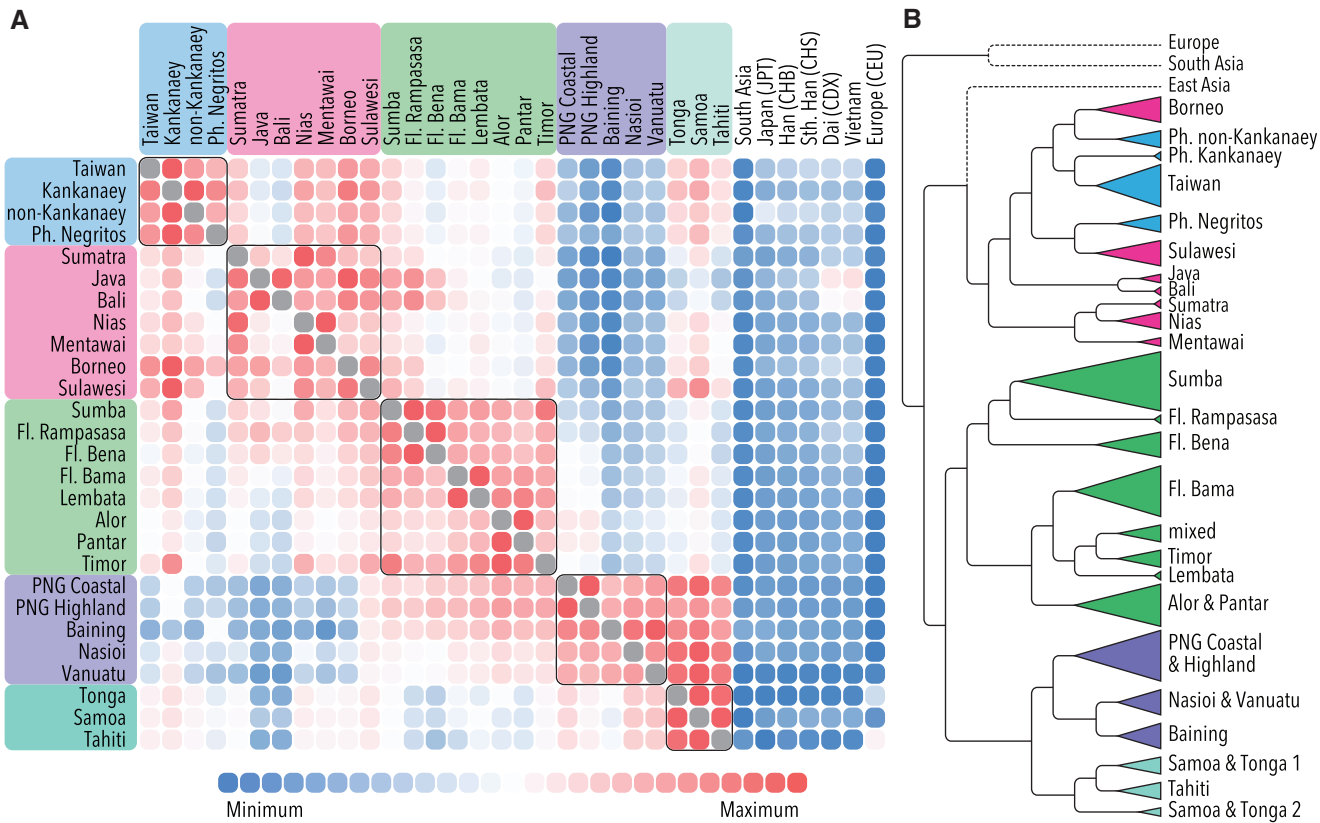 A
Taiwan
Kankanaey
non-Kankanaey
Ph. Negritos
Sumatra
Java
Bali
Nias
Mentawai
Borneo
Sulawesi
Sumba
Fl. Rampasasa
Fl. Bena
Fl. Bama
Lembata
Alor
Pantar
Timor
PNG Coastal
PNG Highland
Baining
Nasioi
Vanuatu
Tonga
Samoa
Tahiti
South Asia
Japan (JPT)
Han (CHB)
Sth. Han (CHS)
Dai (CDX)
Vietnam
Europe (CEU)
Taiwan
Kankanaey
non-Kankanaey
Ph. Negritos
Sumatra
Java
Bali
Nias
Mentawai
Borneo
Sulawesi
Sumba
Fl. Rampasasa
Fl. Bena
Fl. Bama
Lembata
Alor
Pantar
Timor
PNG Coastal
PNG Highland
Baining
Nasioi
Vanuatu
Tonga
Samoa
Tahiti
Minimum
Maximum
B
Europe
South Asia
East Asia
Borneo
Ph. non-Kankanaey
Ph. Kankanaey
Taiwan
Ph. Negritos
Sulawesi
Java
Bali
Sumatra
Nias
Mentawai
Sumba
Fl. Rampasasa
Fl. Bena
Fl. Bama
mixed
Timor
Lembata
Alor & Pantar
PNG Coastal
& Highland
Nasioi & Vanuatu
Baining
Samoa & Tonga 1
Tahiti
Samoa & Tonga 2